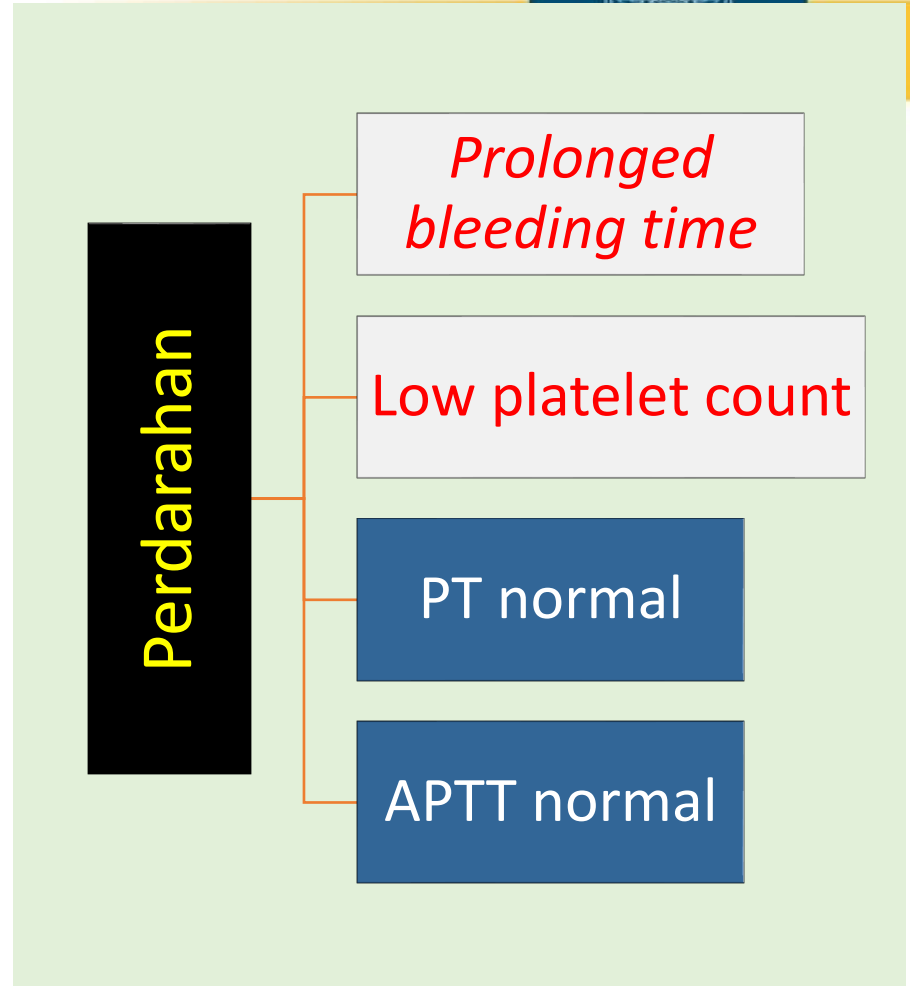 Perdarahan
Prolonged
bleeding time
Low platelet count
PT normal
APTT normal